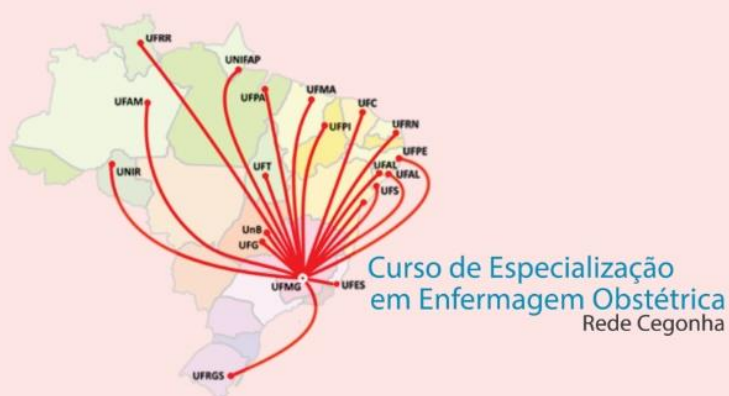 UFRR
UNIFAP
UFAM
UFPA
UFMA
UFC
UFPI
UFRN
UFPE
UNIR
UFT
UFAL
UFAL
UFS
UnB
UFG
UFMG
UFES
Curso de Especialização
em Enfermagem Obstétrica
Rede Cegonha
UFRGS